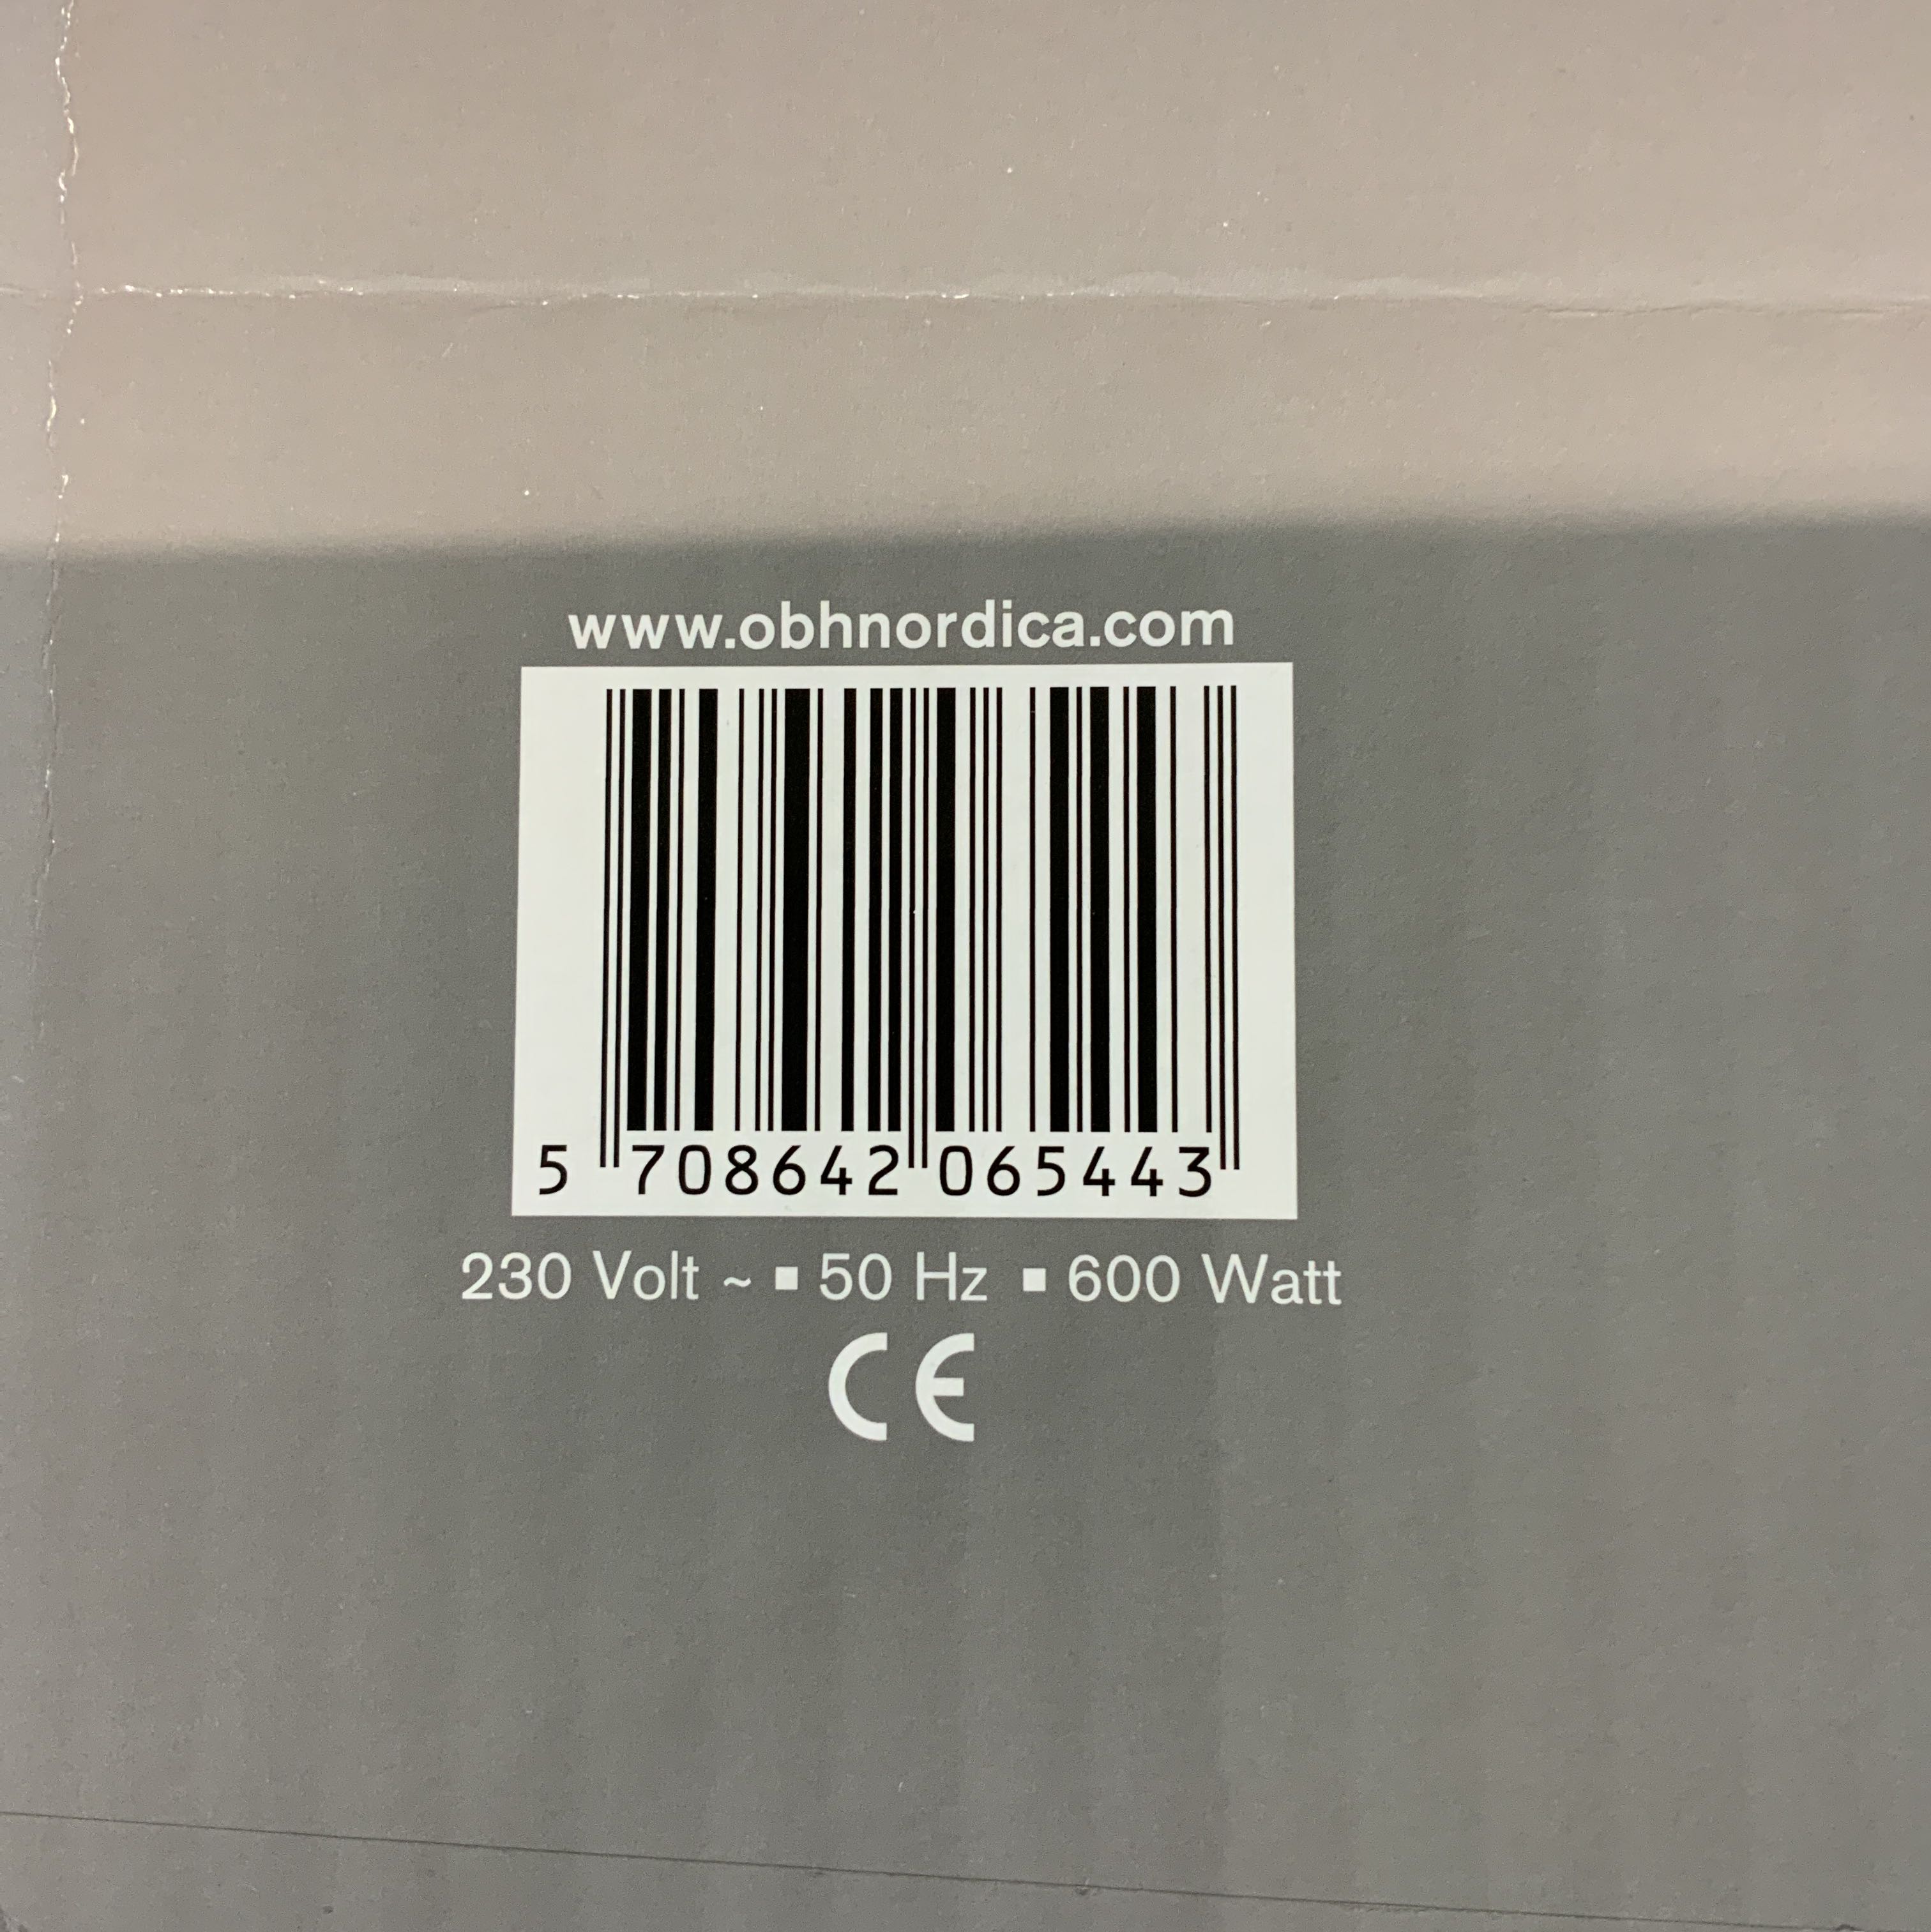 www.obhnordica.com
5 708642 065443
230 Volt ~ ▪ 50 Hz ▪ 600 Watt
CE